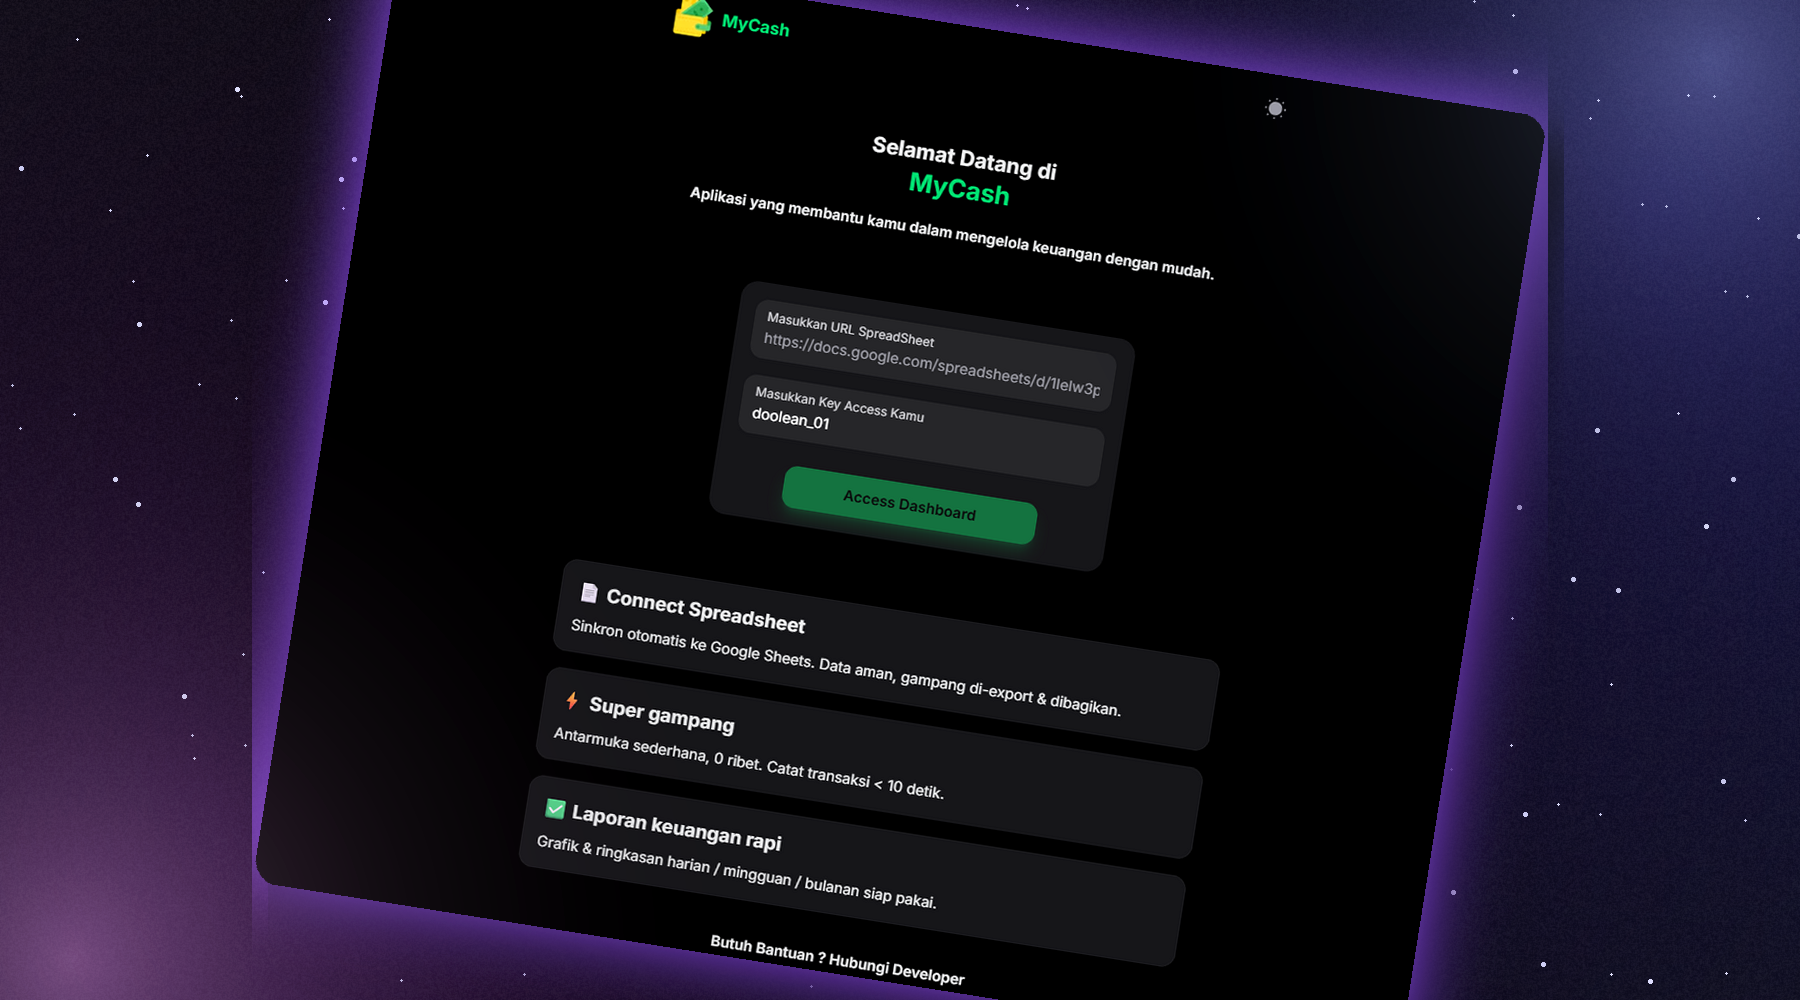 MyCash
Selamat Datang di
MyCash
Aplikasi yang membantu kamu dalam mengelola keuangan dengan mudah.
Masukkan URL SpreadSheet
https://docs.google.com/spreadsheets/d/1lelw3p
Masukkan Key Access Kamu
doolean_01
Access Dashboard
📄 Connect Spreadsheet
Sinkron otomatis ke Google Sheets. Data aman, gampang di-export & dibagikan.
⚡ Super gampang
Antarmuka sederhana, 0 ribet. Catat transaksi < 10 detik.
✅ Laporan keuangan rapi
Grafik & ringkasan harian / mingguan / bulanan siap pakai.
Butuh Bantuan ? Hubungi Developer